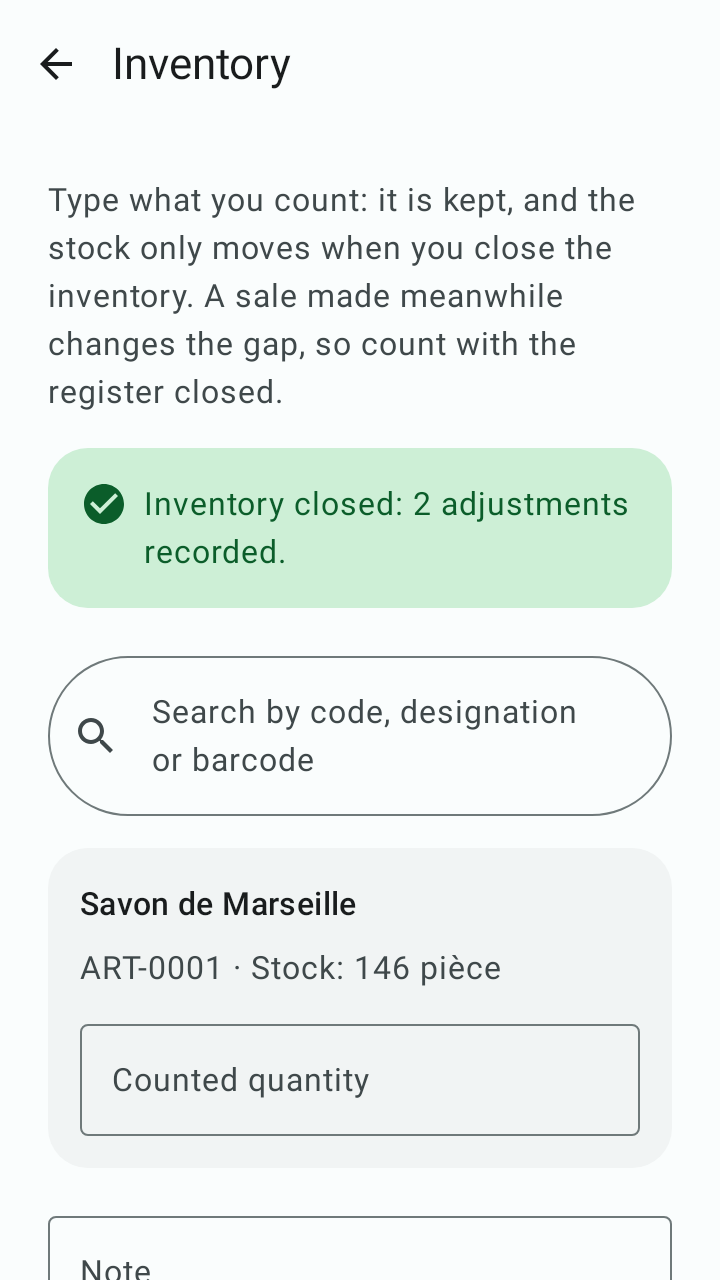 Inventory
Type what you count: it is kept, and the
stock only moves when you close the
inventory. A sale made meanwhile
changes the gap, so count with the
register closed.
Inventory closed: 2 adjustments
recorded.
Search by code, designation
or barcode
Savon de Marseille
ART-0001 · Stock: 146 pièce
Counted quantity
Note